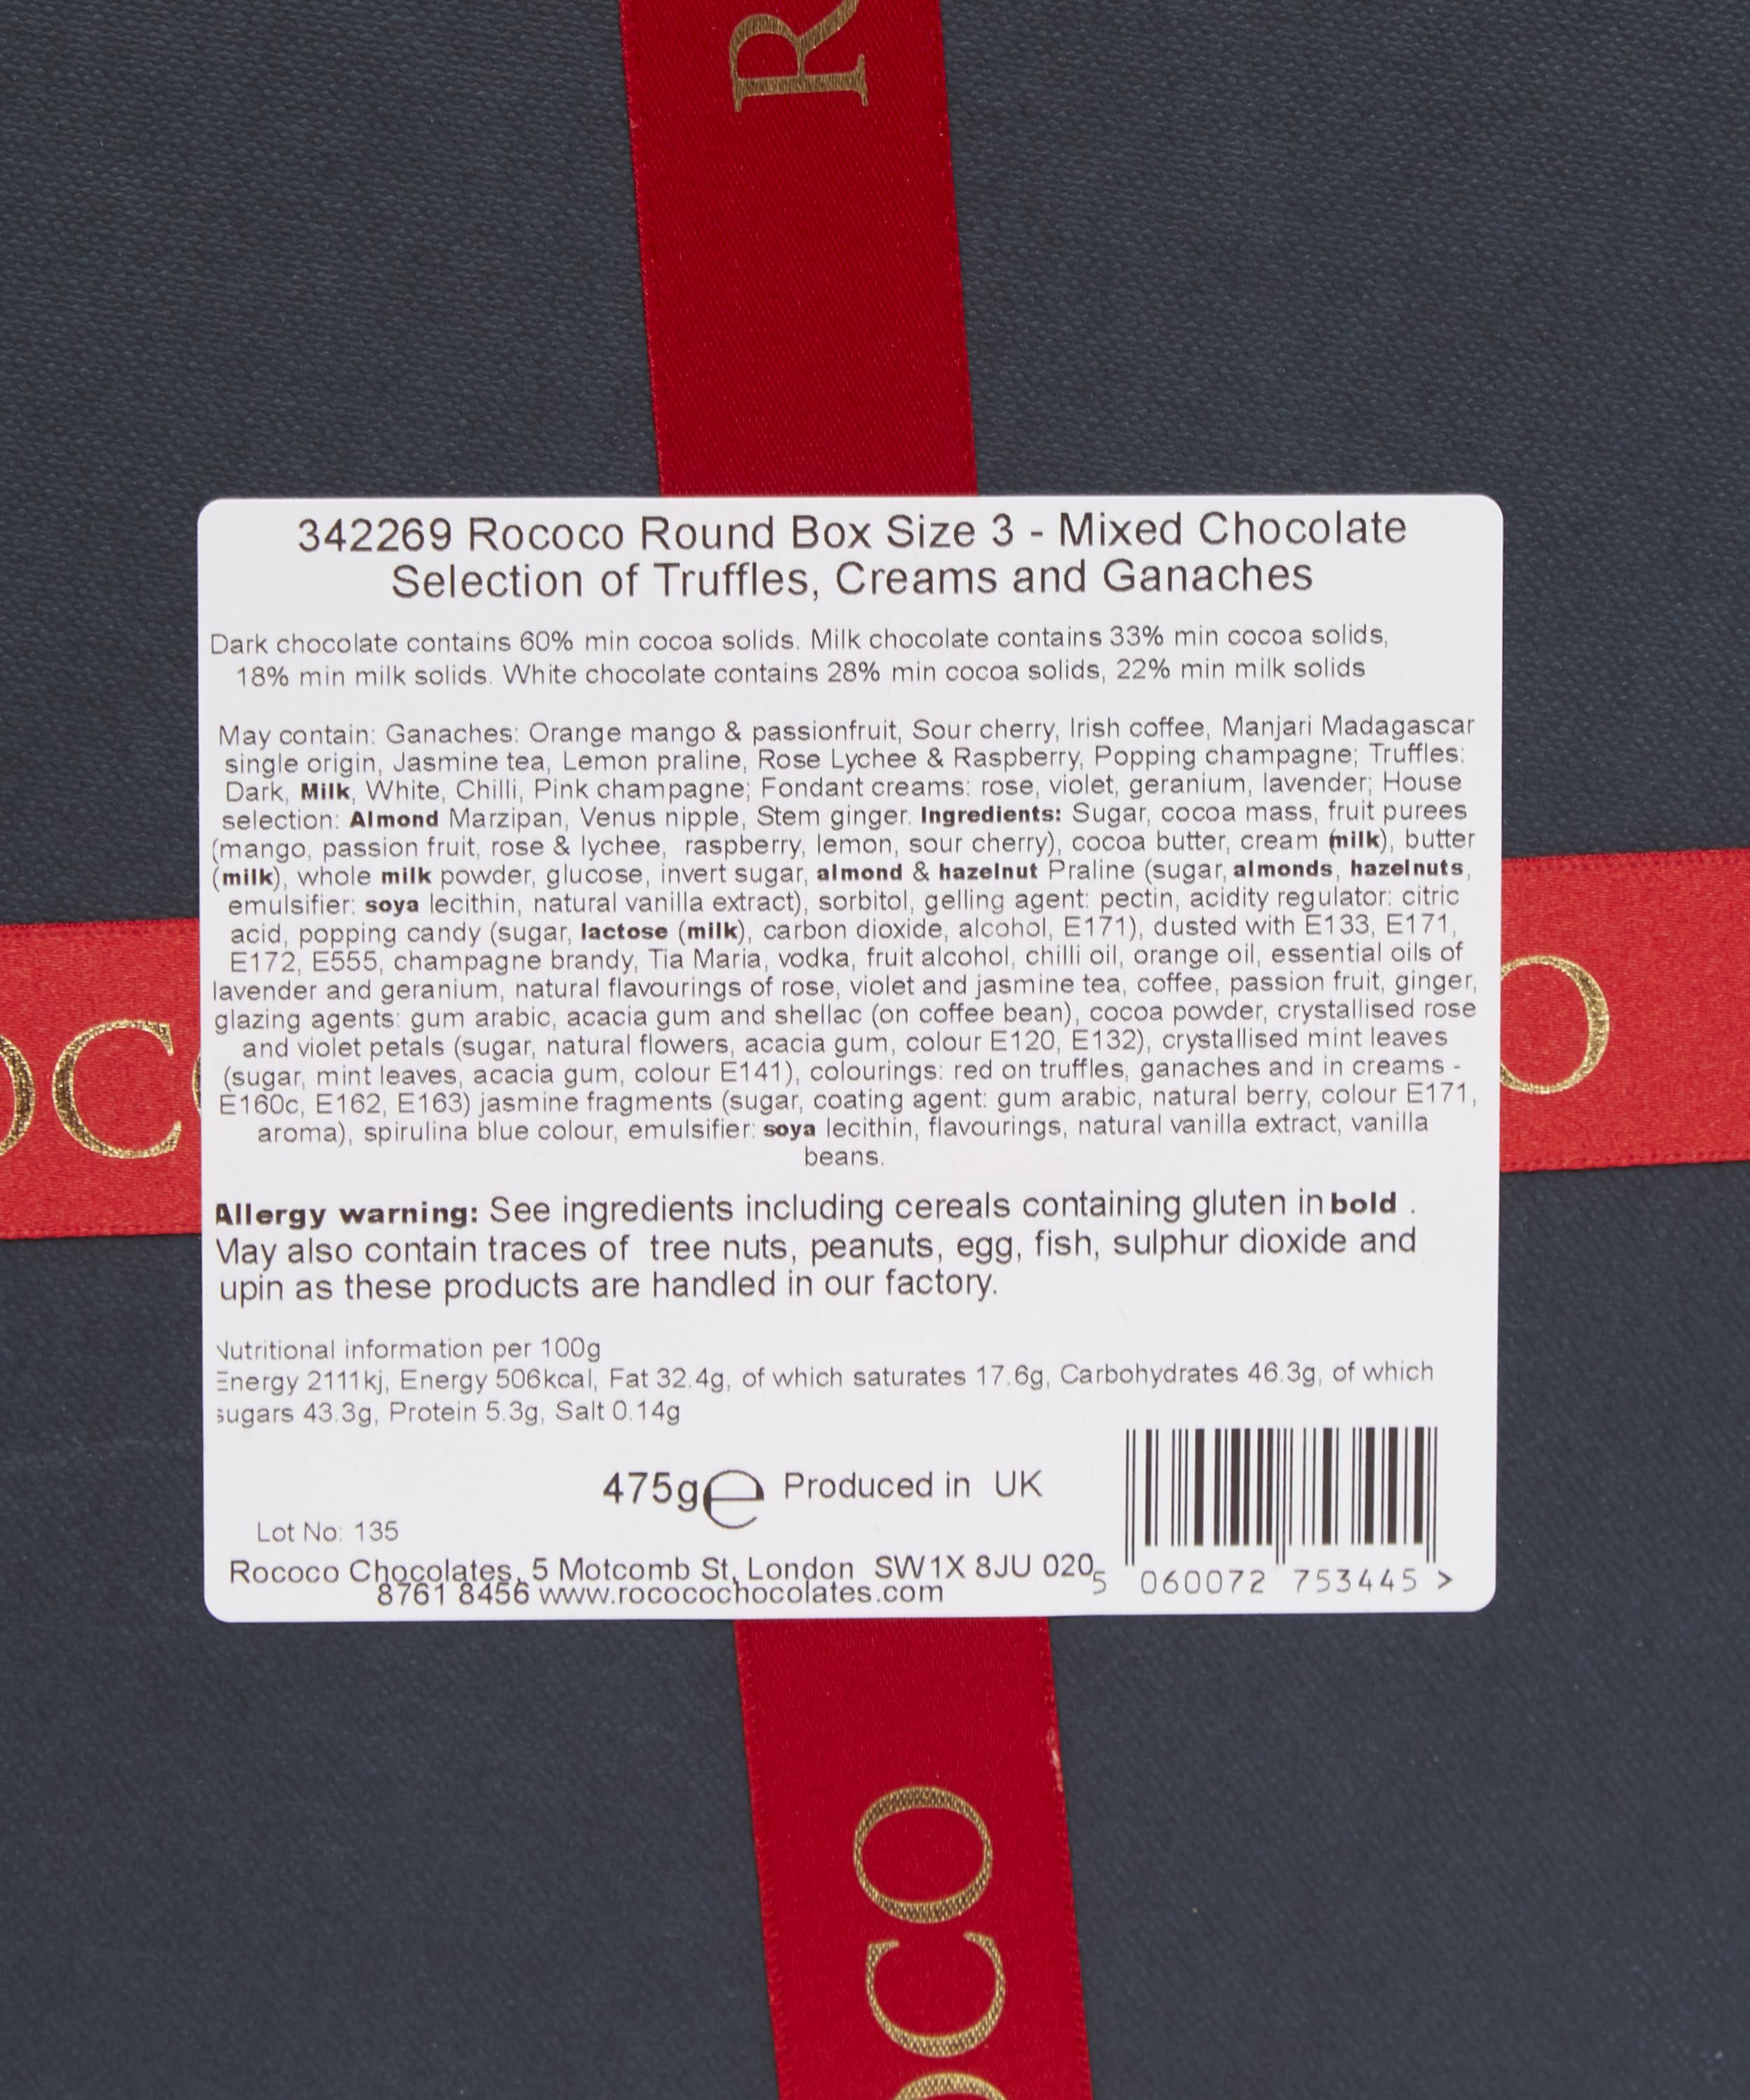 R
342269 Rococo Round Box Size 3 - Mixed Chocolate
Selection of Truffles, Creams and Ganaches
Dark chocolate contains 60% min cocoa solids. Milk chocolate contains 33% min cocoa solids,
18% min milk solids. White chocolate contains 28% min cocoa solids, 22% min milk solids
May contain: Ganaches: Orange mango & passionfruit, Sour cherry, Irish coffee, Manjari Madagascar
single origin, Jasmine tea, Lemon praline, Rose Lychee & Raspberry, Popping champagne; Truffles:
Dark, Milk, White, Chilli, Pink champagne; Fondant creams: rose, violet, geranium, lavender; House
selection: Almond Marzipan, Venus nipple, Stem ginger. Ingredients: Sugar, cocoa mass, fruit purees
(mango, passion fruit, rose & lychee, raspberry, lemon, sour cherry), cocoa butter, cream (milk), butter
(milk), whole milk powder, glucose, invert sugar, almond & hazelnut Praline (sugar, almonds, hazelnuts,
emulsifier: soya lecithin, natural vanilla extract), sorbitol, gelling agent: pectin, acidity regulator: citric
acid, popping candy (sugar, lactose (milk), carbon dioxide, alcohol, E171), dusted with E133, E171,
E172, E555, champagne brandy, Tia Maria, vodka, fruit alcohol, chilli oil, orange oil, essential oils of
lavender and geranium, natural flavourings of rose, violet and jasmine tea, coffee, passion fruit, ginger,
glazing agents: gum arabic, acacia gum and shellac (on coffee bean), cocoa powder, crystallised rose
and violet petals (sugar, natural flowers, acacia gum, colour E120, E132), crystallised mint leaves
(sugar, mint leaves, acacia gum, colour E141), colourings: red on truffles, ganaches and in creams -
E160c, E162, E163) jasmine fragments (sugar, coating agent: gum arabic, natural berry, colour E171,
aroma), spirulina blue colour, emulsifier: soya lecithin, flavourings, natural vanilla extract, vanilla
beans.
OC
O
Allergy warning: See ingredients including cereals containing gluten in bold .
May also contain traces of tree nuts, peanuts, egg, fish, sulphur dioxide and
upin as these products are handled in our factory.
Nutritional information per 100g
Energy 2111kj, Energy 506kcal, Fat 32.4g, of which saturates 17.6g, Carbohydrates 46.3g, of which
sugars 43.3g, Protein 5.3g, Salt 0.14g
475g℮ Produced in UK
Lot No: 135
Rococo Chocolates, 5 Motcomb St, London SW1X 8JU 020
8761 8456 www.rococochocolates.com
5 060072 753445 >
OCO